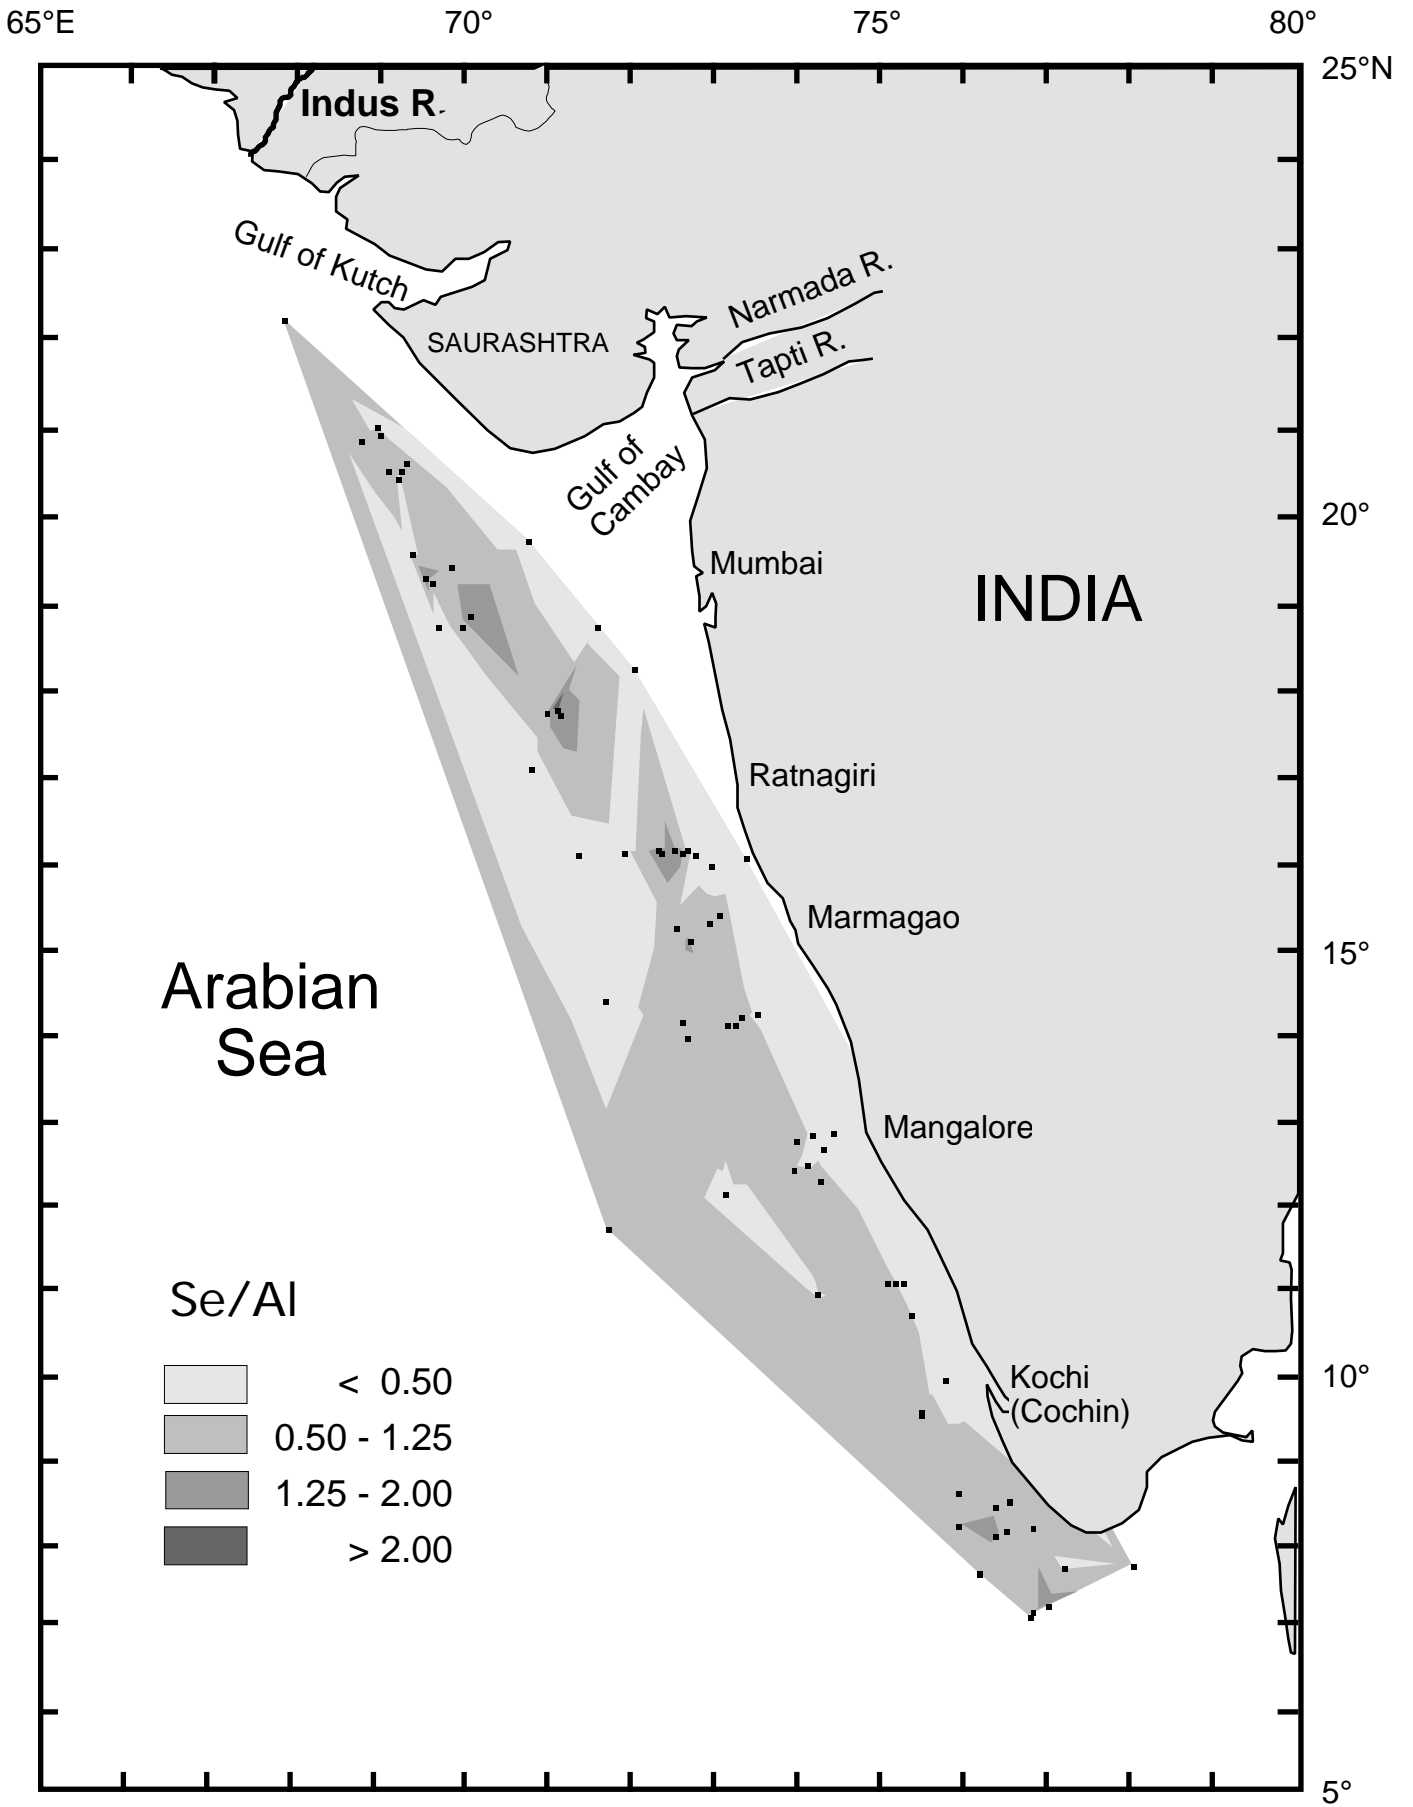 65°E 70° 75° 80°
25°N
Indus R.
Gulf of Kutch
Narmada R.
SAURASHTRA
Tapti R.
Gulf of
Cambay
20°
Mumbai
INDIA
Ratnagiri
Marmagao
15°
Arabian
Sea
Mangalore
Se/Al
< 0.50
0.50 - 1.25
1.25 - 2.00
> 2.00
Kochi
(Cochin)
10°
5°